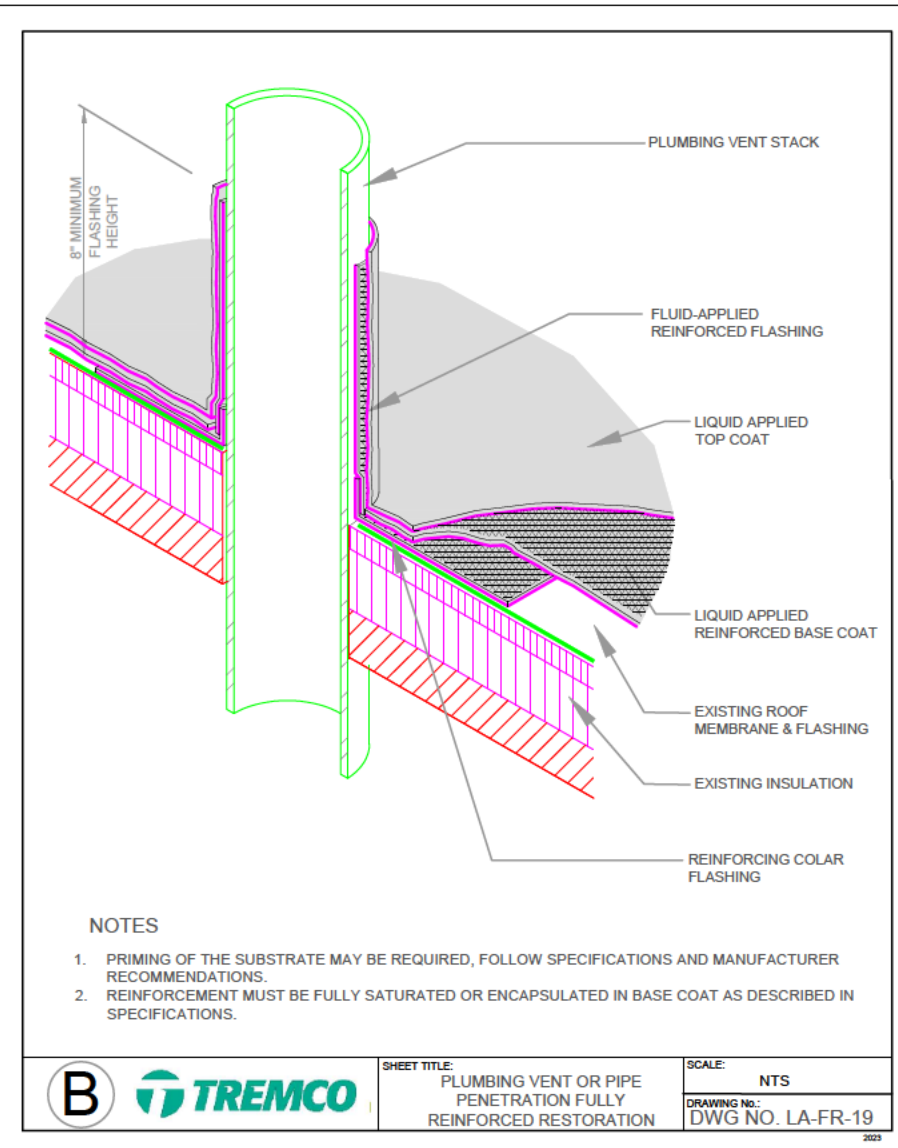 8" MINIMUM
FLASHING
HEIGHT
PLUMBING VENT STACK
FLUID-APPLIED
REINFORCED FLASHING
LIQUID APPLIED
TOP COAT
LIQUID APPLIED
REINFORCED BASE COAT
EXISTING ROOF
MEMBRANE & FLASHING
EXISTING INSULATION
REINFORCING COLAR
FLASHING
NOTES
1. PRIMING OF THE SUBSTRATE MAY BE REQUIRED, FOLLOW SPECIFICATIONS AND MANUFACTURER
RECOMMENDATIONS.
2. REINFORCEMENT MUST BE FULLY SATURATED OR ENCAPSULATED IN BASE COAT AS DESCRIBED IN
SPECIFICATIONS.
B
TREMCO
SHEET TITLE:
PLUMBING VENT OR PIPE
PENETRATION FULLY
REINFORCED RESTORATION
SCALE:
NTS
DRAWING No.:
DWG NO. LA-FR-19
2023